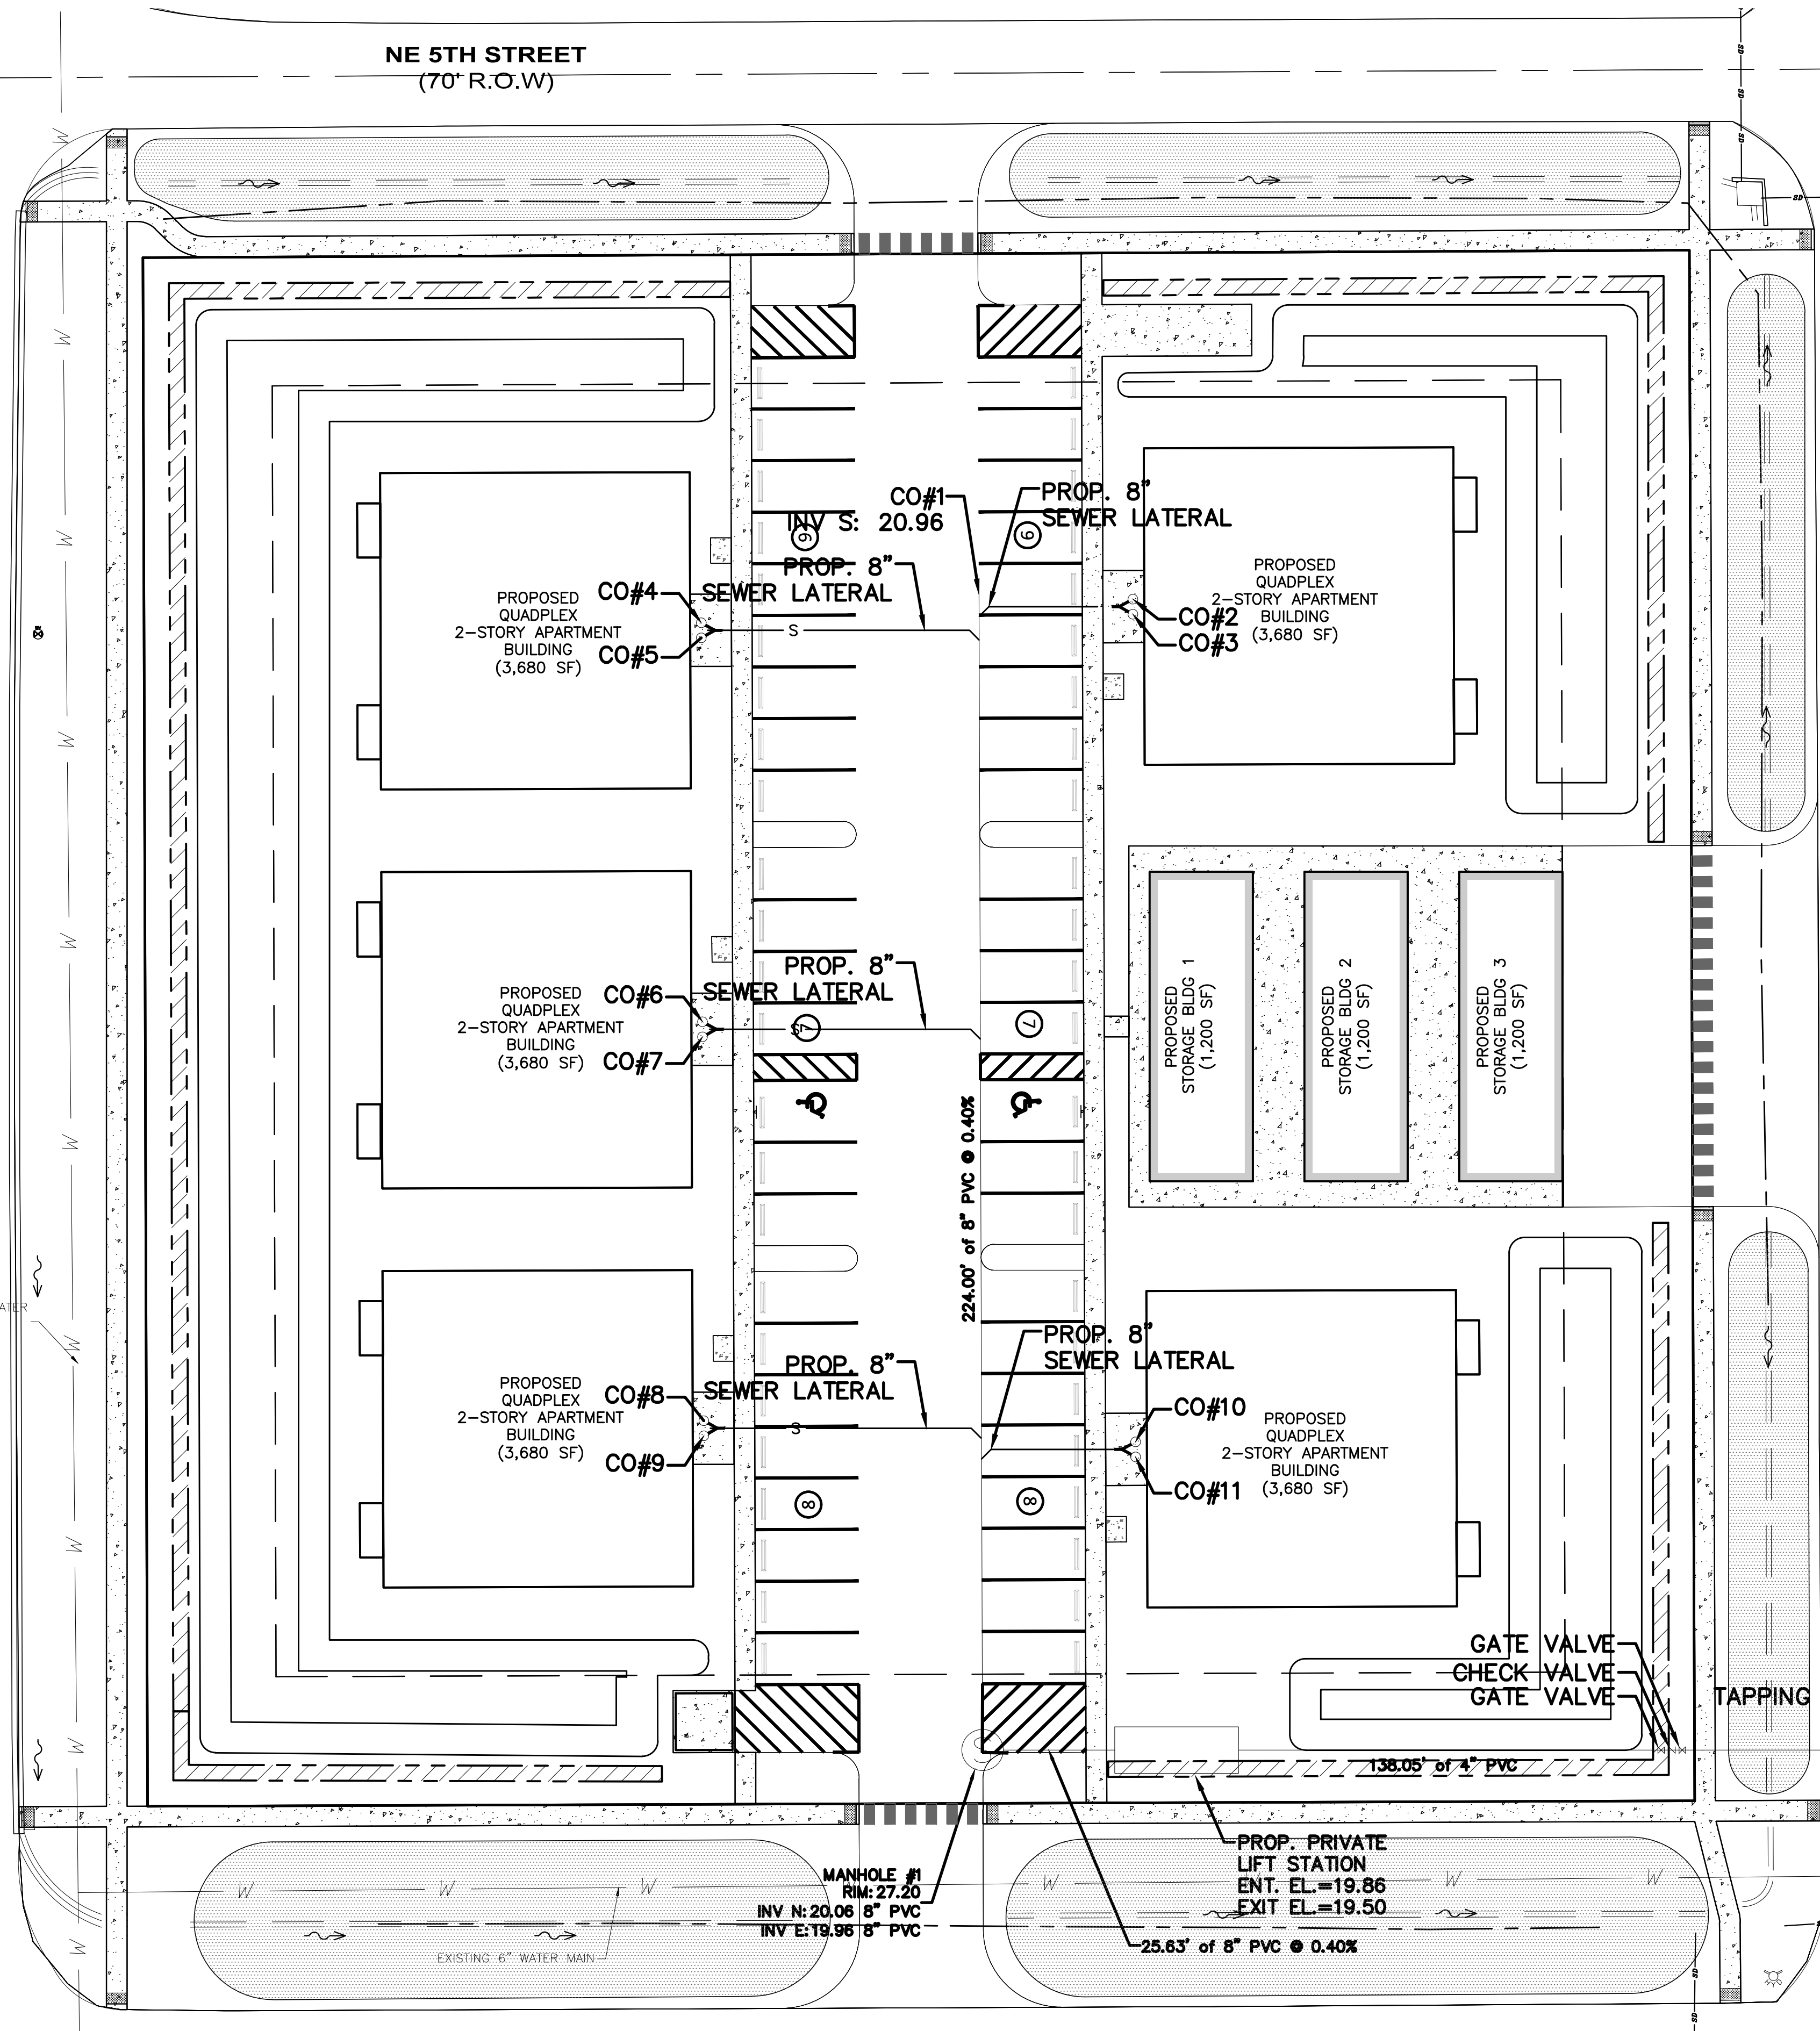 NE 5TH STREET
(70' R.O.W)
SD
SD
SD
SD
W
W
W
W
W
W
W
W
W
W
W
W
W
CO#1
INV S: 20.96
PROP. 8"
SEWER LATERAL
9
9
PROP. 8"
SEWER LATERAL
S
CO#4
CO#5
PROPOSED
QUADPLEX
2-STORY APARTMENT
BUILDING
(3,680 SF)
CO#2
CO#3
PROPOSED
QUADPLEX
2-STORY APARTMENT
BUILDING
(3,680 SF)
PROP. 8"
SEWER LATERAL
S
7
7
CO#6
CO#7
PROPOSED
QUADPLEX
2-STORY APARTMENT
BUILDING
(3,680 SF)
PROPOSED
STORAGE BLDG 1
(1,200 SF)
PROPOSED
STORAGE BLDG 2
(1,200 SF)
PROPOSED
STORAGE BLDG 3
(1,200 SF)
224.00' of 8" PVC @ 0.40%
ATER
PROP. 8"
SEWER LATERAL
PROP. 8"
SEWER LATERAL
S
CO#8
CO#9
PROPOSED
QUADPLEX
2-STORY APARTMENT
BUILDING
(3,680 SF)
CO#10
CO#11
PROPOSED
QUADPLEX
2-STORY APARTMENT
BUILDING
(3,680 SF)
8
8
GATE VALVE
CHECK VALVE
GATE VALVE
TAPPING
S
138.05' of 4" PVC
PROP. PRIVATE
LIFT STATION
ENT. EL.=19.86
EXIT EL.=19.50
MANHOLE #1
RIM: 27.20
INV N: 20.06 8" PVC
INV E: 19.96 8" PVC
25.63' of 8" PVC @ 0.40%
W
W
W
W
W
W
EXISTING 6" WATER MAIN
SD
SD